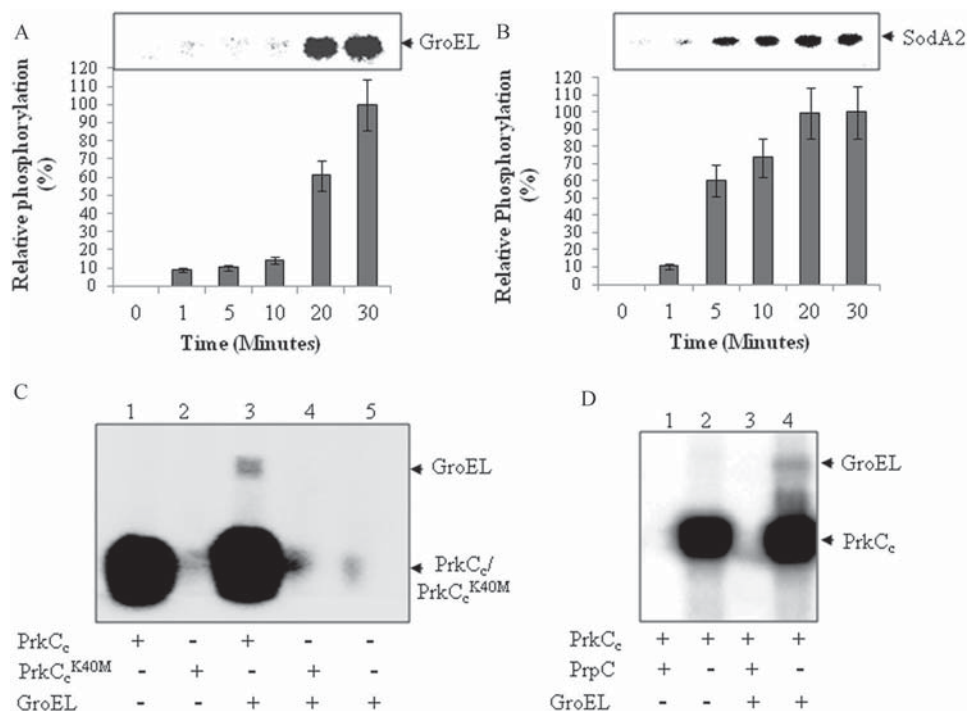 A
GroEL
Relative phosphorylation (%)
120
110
100
90
80
70
60
50
40
30
20
10
0
0 1 5 10 20 30
Time (Minutes)
B
SodA2
Relative Phosphorylation (%)
120
110
100
90
80
70
60
50
40
30
20
10
0
0 1 5 10 20 30
Time (Minutes)
C
1 2 3 4 5
GroEL
PrkCc/
PrkCcK40M
PrkCc + - + - -
PrkCcK40M - + - + -
GroEL - - + + +
D
1 2 3 4
GroEL
PrkCc
PrkCc + + + +
PrpC + - + -
GroEL - - + +